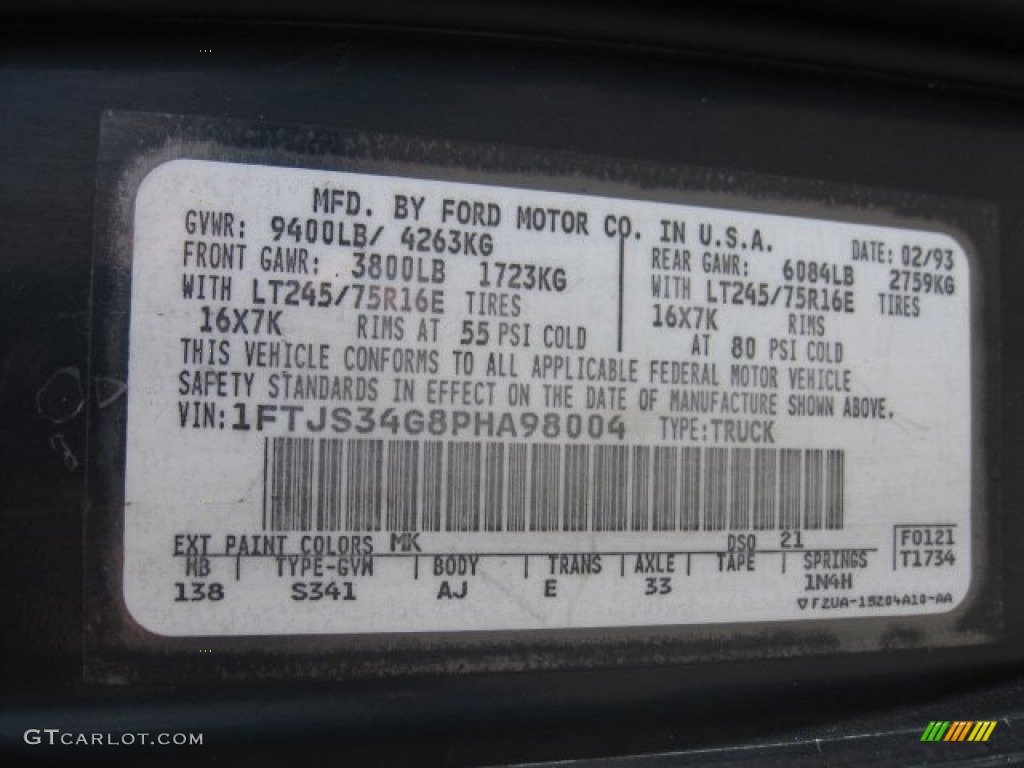 MFD. BY FORD MOTOR CO. IN U.S.A.
GVWR: 9400LB/ 4263KG
DATE: 02/93
FRONT GAWR: 3800LB 1723KG
REAR GAWR: 6084LB 2759KG
WITH LT245/75R16E TIRES
WITH LT245/75R16E TIRES
16X7K RIMS AT 55 PSI COLD
16X7K RIMS
AT 80 PSI COLD
THIS VEHICLE CONFORMS TO ALL APPLICABLE FEDERAL MOTOR VEHICLE
SAFETY STANDARDS IN EFFECT ON THE DATE OF MANUFACTURE SHOWN ABOVE.
VIN:1FTJS34G8PHA98004 TYPE:TRUCK
EXT PAINT COLORS MK DSO 21
F0121
WB | TYPE-GVW | BODY | TRANS | AXLE | TAPE | SPRINGS
T1734
138 S341 AJ E 33 1N4H
F2UA-15204A10-AA
GTCARLOT.COM